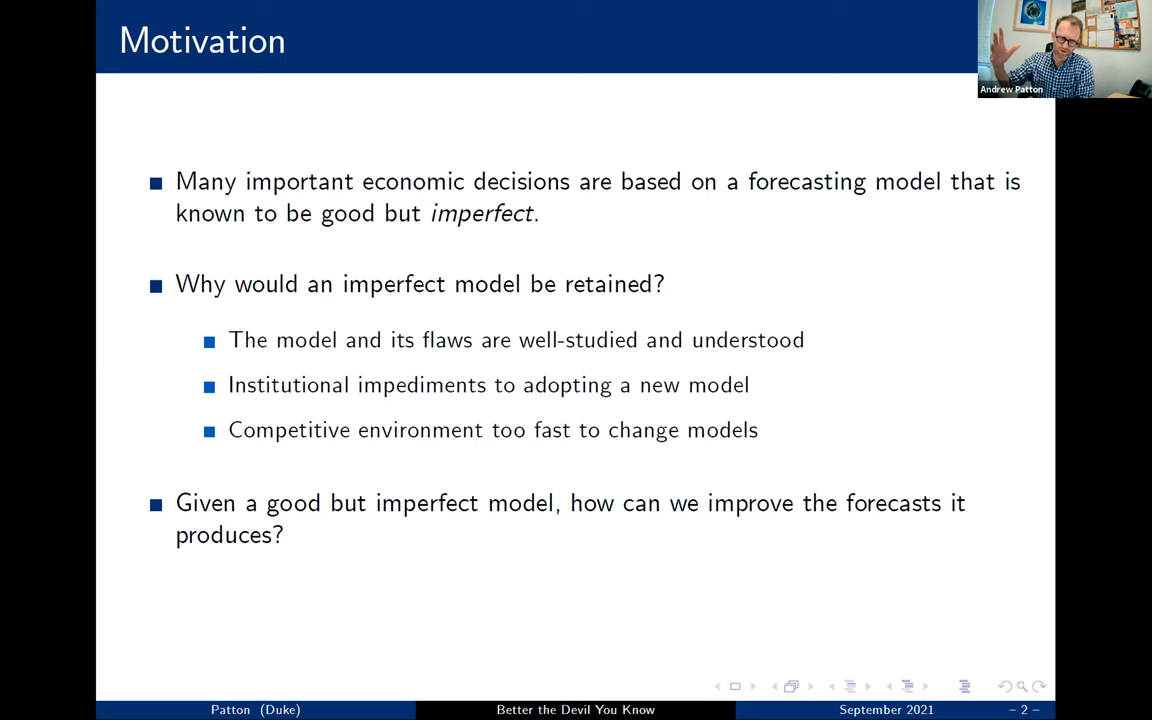 Motivation
Andrew Patton
Many important economic decisions are based on a forecasting model that is
known to be good but imperfect.
Why would an imperfect model be retained?
The model and its flaws are well-studied and understood
Institutional impediments to adopting a new model
Competitive environment too fast to change models
Given a good but imperfect model, how can we improve the forecasts it
produces?
Patton (Duke) Better the Devil You Know September 2021 – 2 –